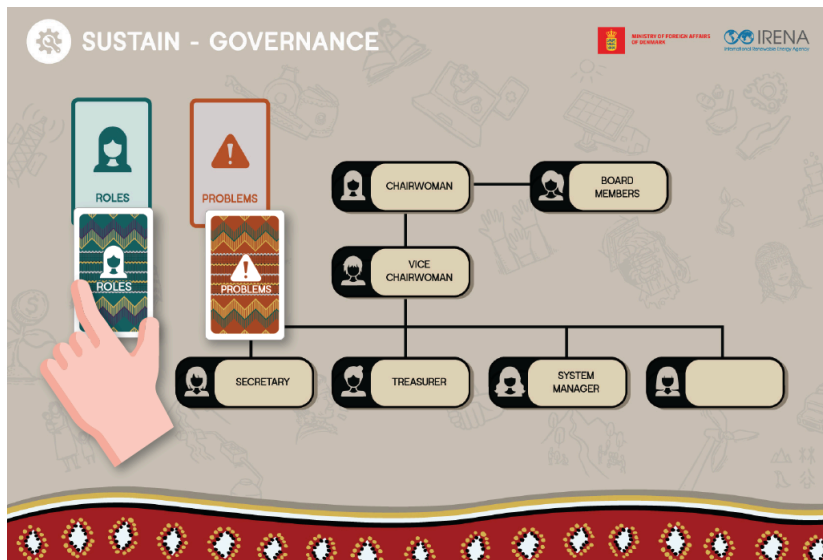 SUSTAIN - GOVERNANCE
MINISTRY OF FOREIGN AFFAIRS
OF DENMARK
IRENA
International Renewable Energy Agency
ROLES
PROBLEMS
ROLES
PROBLEMS
CHAIRWOMAN
BOARD
MEMBERS
VICE
CHAIRWOMAN
SECRETARY
TREASURER
SYSTEM
MANAGER